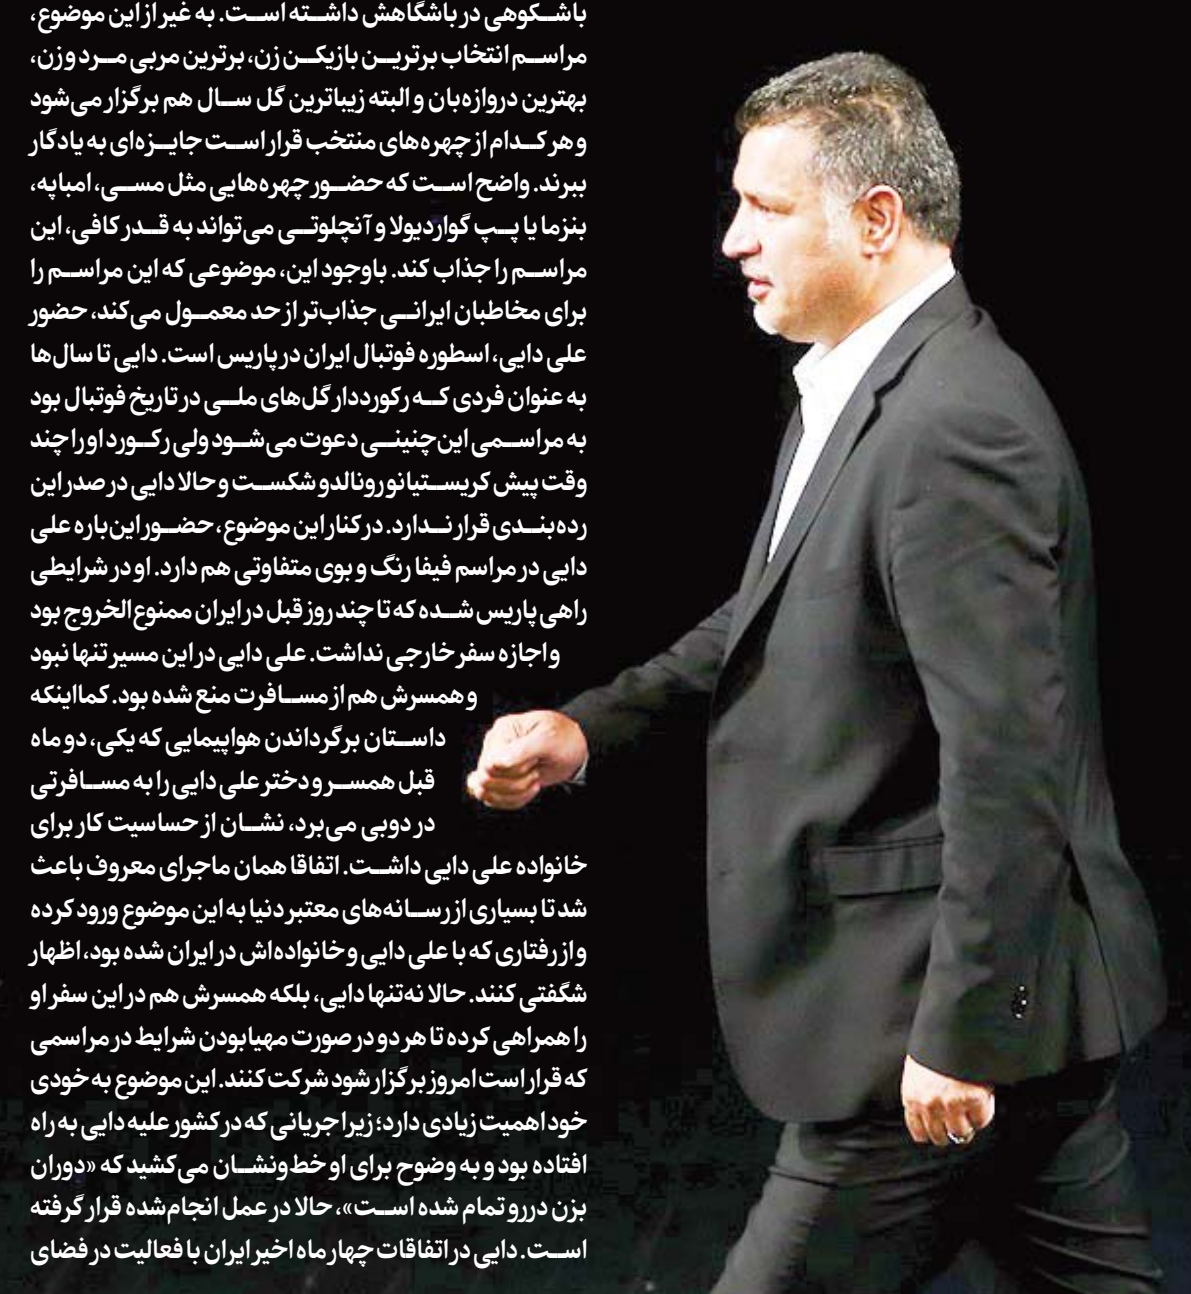 باشکوهی در باشگاهش داشته است. به غیر از این موضوع،
مراسم انتخاب برترین بازیکن زن، برترین مربی مرد و زن،
بهترین دروازه‌بان و البته زیباترین گل سال هم برگزار می‌شود
و هر کدام از چهره‌های منتخب قرار است جایزه‌ای به یادگار
ببرند. واضح است که حضور چهره‌هایی مثل مسی، امباپه،
بنزما یا پپ گواردیولا و آنچلوتی می‌تواند به قدر کافی، این
مراسم را جذاب کند. باوجود این، موضوعی که این مراسم را
برای مخاطبان ایرانی جذاب‌تر از حد معمول می‌کند، حضور
علی دایی، اسطوره فوتبال ایران در پاریس است. دایی تا سال‌ها
به عنوان فردی که رکورددار گل‌های ملی در تاریخ فوتبال بود
به مراسمی این‌چنینی دعوت می‌شود ولی رکورد او را چند
وقت پیش کریستیانو رونالدو شکست و حالا دایی در صدر این
رده‌بندی قرار ندارد. در کنار این موضوع، حضور این‌باره علی
دایی در مراسم فیفا رنگ و بوی متفاوتی هم دارد. او در شرایطی
راهی پاریس شده که تا چند روز قبل در ایران ممنوع‌الخروج بود
و اجازه سفر خارجی نداشت. علی دایی در این مسیر تنها نبود
و همسرش هم از مسافرت منع شده بود. کمااینکه
داستان برگرداندن هواپیمایی که یکی، دو ماه
قبل همسر و دختر علی دایی را به مسافرتی
در دوبی می‌برد، نشان از حساسیت کار برای
خانواده علی دایی داشت. اتفاقا همان ماجرای معروف باعث
شد تا بسیاری از رسانه‌های معتبر دنیا به این موضوع ورود کرده
و از رفتاری که با علی دایی و خانواده‌اش در ایران شده بود، اظهار
شگفتی کنند. حالا نه‌تنها دایی، بلکه همسرش هم در این سفر او
را همراهی کرده تا هر دو در صورت مهیابودن شرایط در مراسمی
که قرار است امروز برگزار شود شرکت کنند. این موضوع به خودی
خود اهمیت زیادی دارد؛ زیرا جریانی که در کشور علیه دایی به راه
افتاده بود و به وضوح برای او خط‌ونشان می‌کشید که «دوران
بزن دررو تمام شده است»، حالا در عمل انجام‌شده قرار گرفته
است. دایی در اتفاقات چهار ماه اخیر ایران با فعالیت در فضای